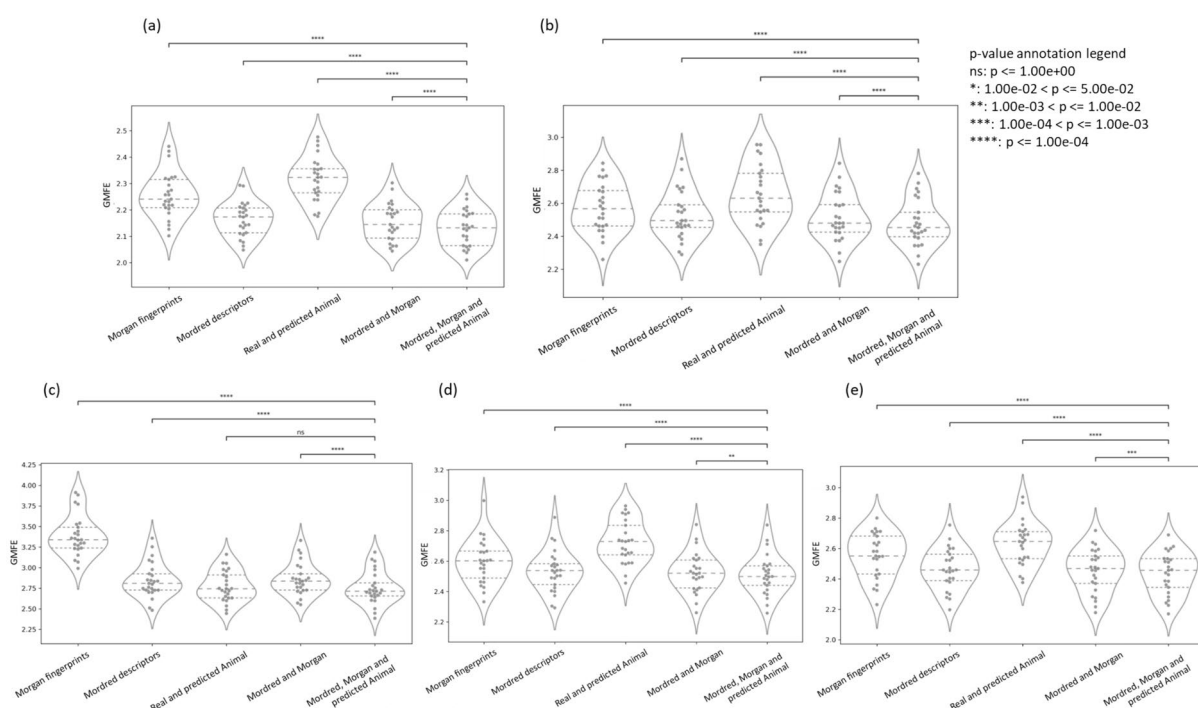 (a)
****
****
****
****
GMFE
2.5
2.4
2.3
2.2
2.1
2.0
Morgan fingerprints
Mordred descriptors
Real and predicted Animal
Mordred and Morgan
Mordred, Morgan and
predicted Animal
(b)
****
****
****
****
GMFE
3.0
2.8
2.6
2.4
2.2
Morgan fingerprints
Mordred descriptors
Real and predicted Animal
Mordred and Morgan
Mordred, Morgan and
predicted Animal
p-value annotation legend
ns: p <= 1.00e+00
*: 1.00e-02 < p <= 5.00e-02
**: 1.00e-03 < p <= 1.00e-02
***: 1.00e-04 < p <= 1.00e-03
****: p <= 1.00e-04
(c)
****
****
ns
****
GMFE
4.25
4.00
3.75
3.50
3.25
3.00
2.75
2.50
2.25
Morgan fingerprints
Mordred descriptors
Real and predicted Animal
Mordred and Morgan
Mordred, Morgan and
predicted Animal
(d)
****
****
****
**
GMFE
3.2
3.0
2.8
2.6
2.4
2.2
Morgan fingerprints
Mordred descriptors
Real and predicted Animal
Mordred and Morgan
Mordred, Morgan and
predicted Animal
(e)
****
****
****
***
GMFE
3.0
2.8
2.6
2.4
2.2
2.0
Morgan fingerprints
Mordred descriptors
Real and predicted Animal
Mordred and Morgan
Mordred, Morgan and
predicted Animal